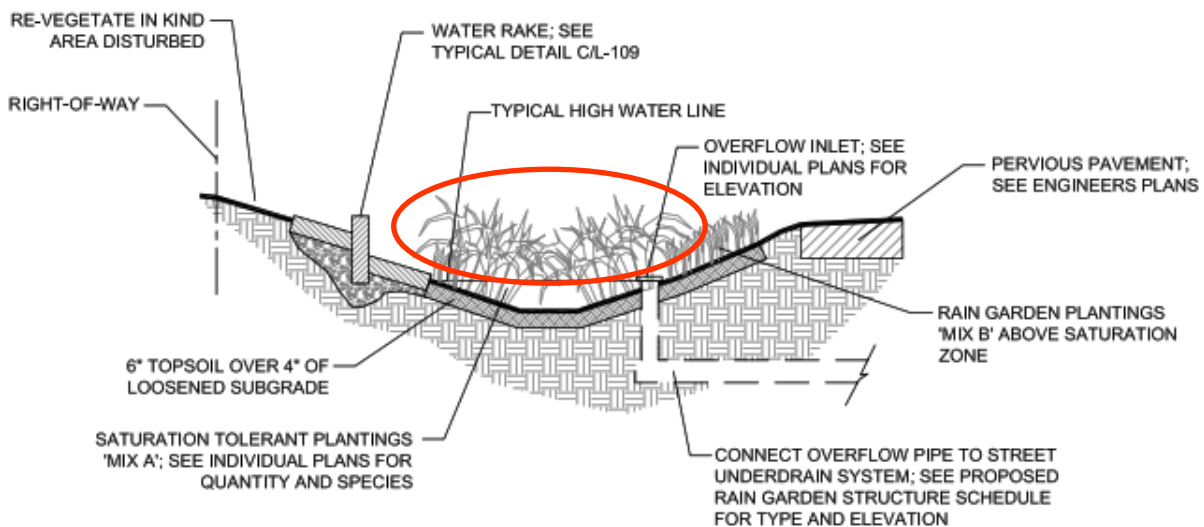 RE-VEGETATE IN KIND
AREA DISTURBED
RIGHT-OF-WAY
WATER RAKE; SEE
TYPICAL DETAIL C/L-109
TYPICAL HIGH WATER LINE
OVERFLOW INLET; SEE
INDIVIDUAL PLANS FOR
ELEVATION
PERVIOUS PAVEMENT;
SEE ENGINEERS PLANS
RAIN GARDEN PLANTINGS
'MIX B' ABOVE SATURATION
ZONE
6" TOPSOIL OVER 4" OF
LOOSENED SUBGRADE
SATURATION TOLERANT PLANTINGS
'MIX A'; SEE INDIVIDUAL PLANS FOR
QUANTITY AND SPECIES
CONNECT OVERFLOW PIPE TO STREET
UNDERDRAIN SYSTEM; SEE PROPOSED
RAIN GARDEN STRUCTURE SCHEDULE
FOR TYPE AND ELEVATION